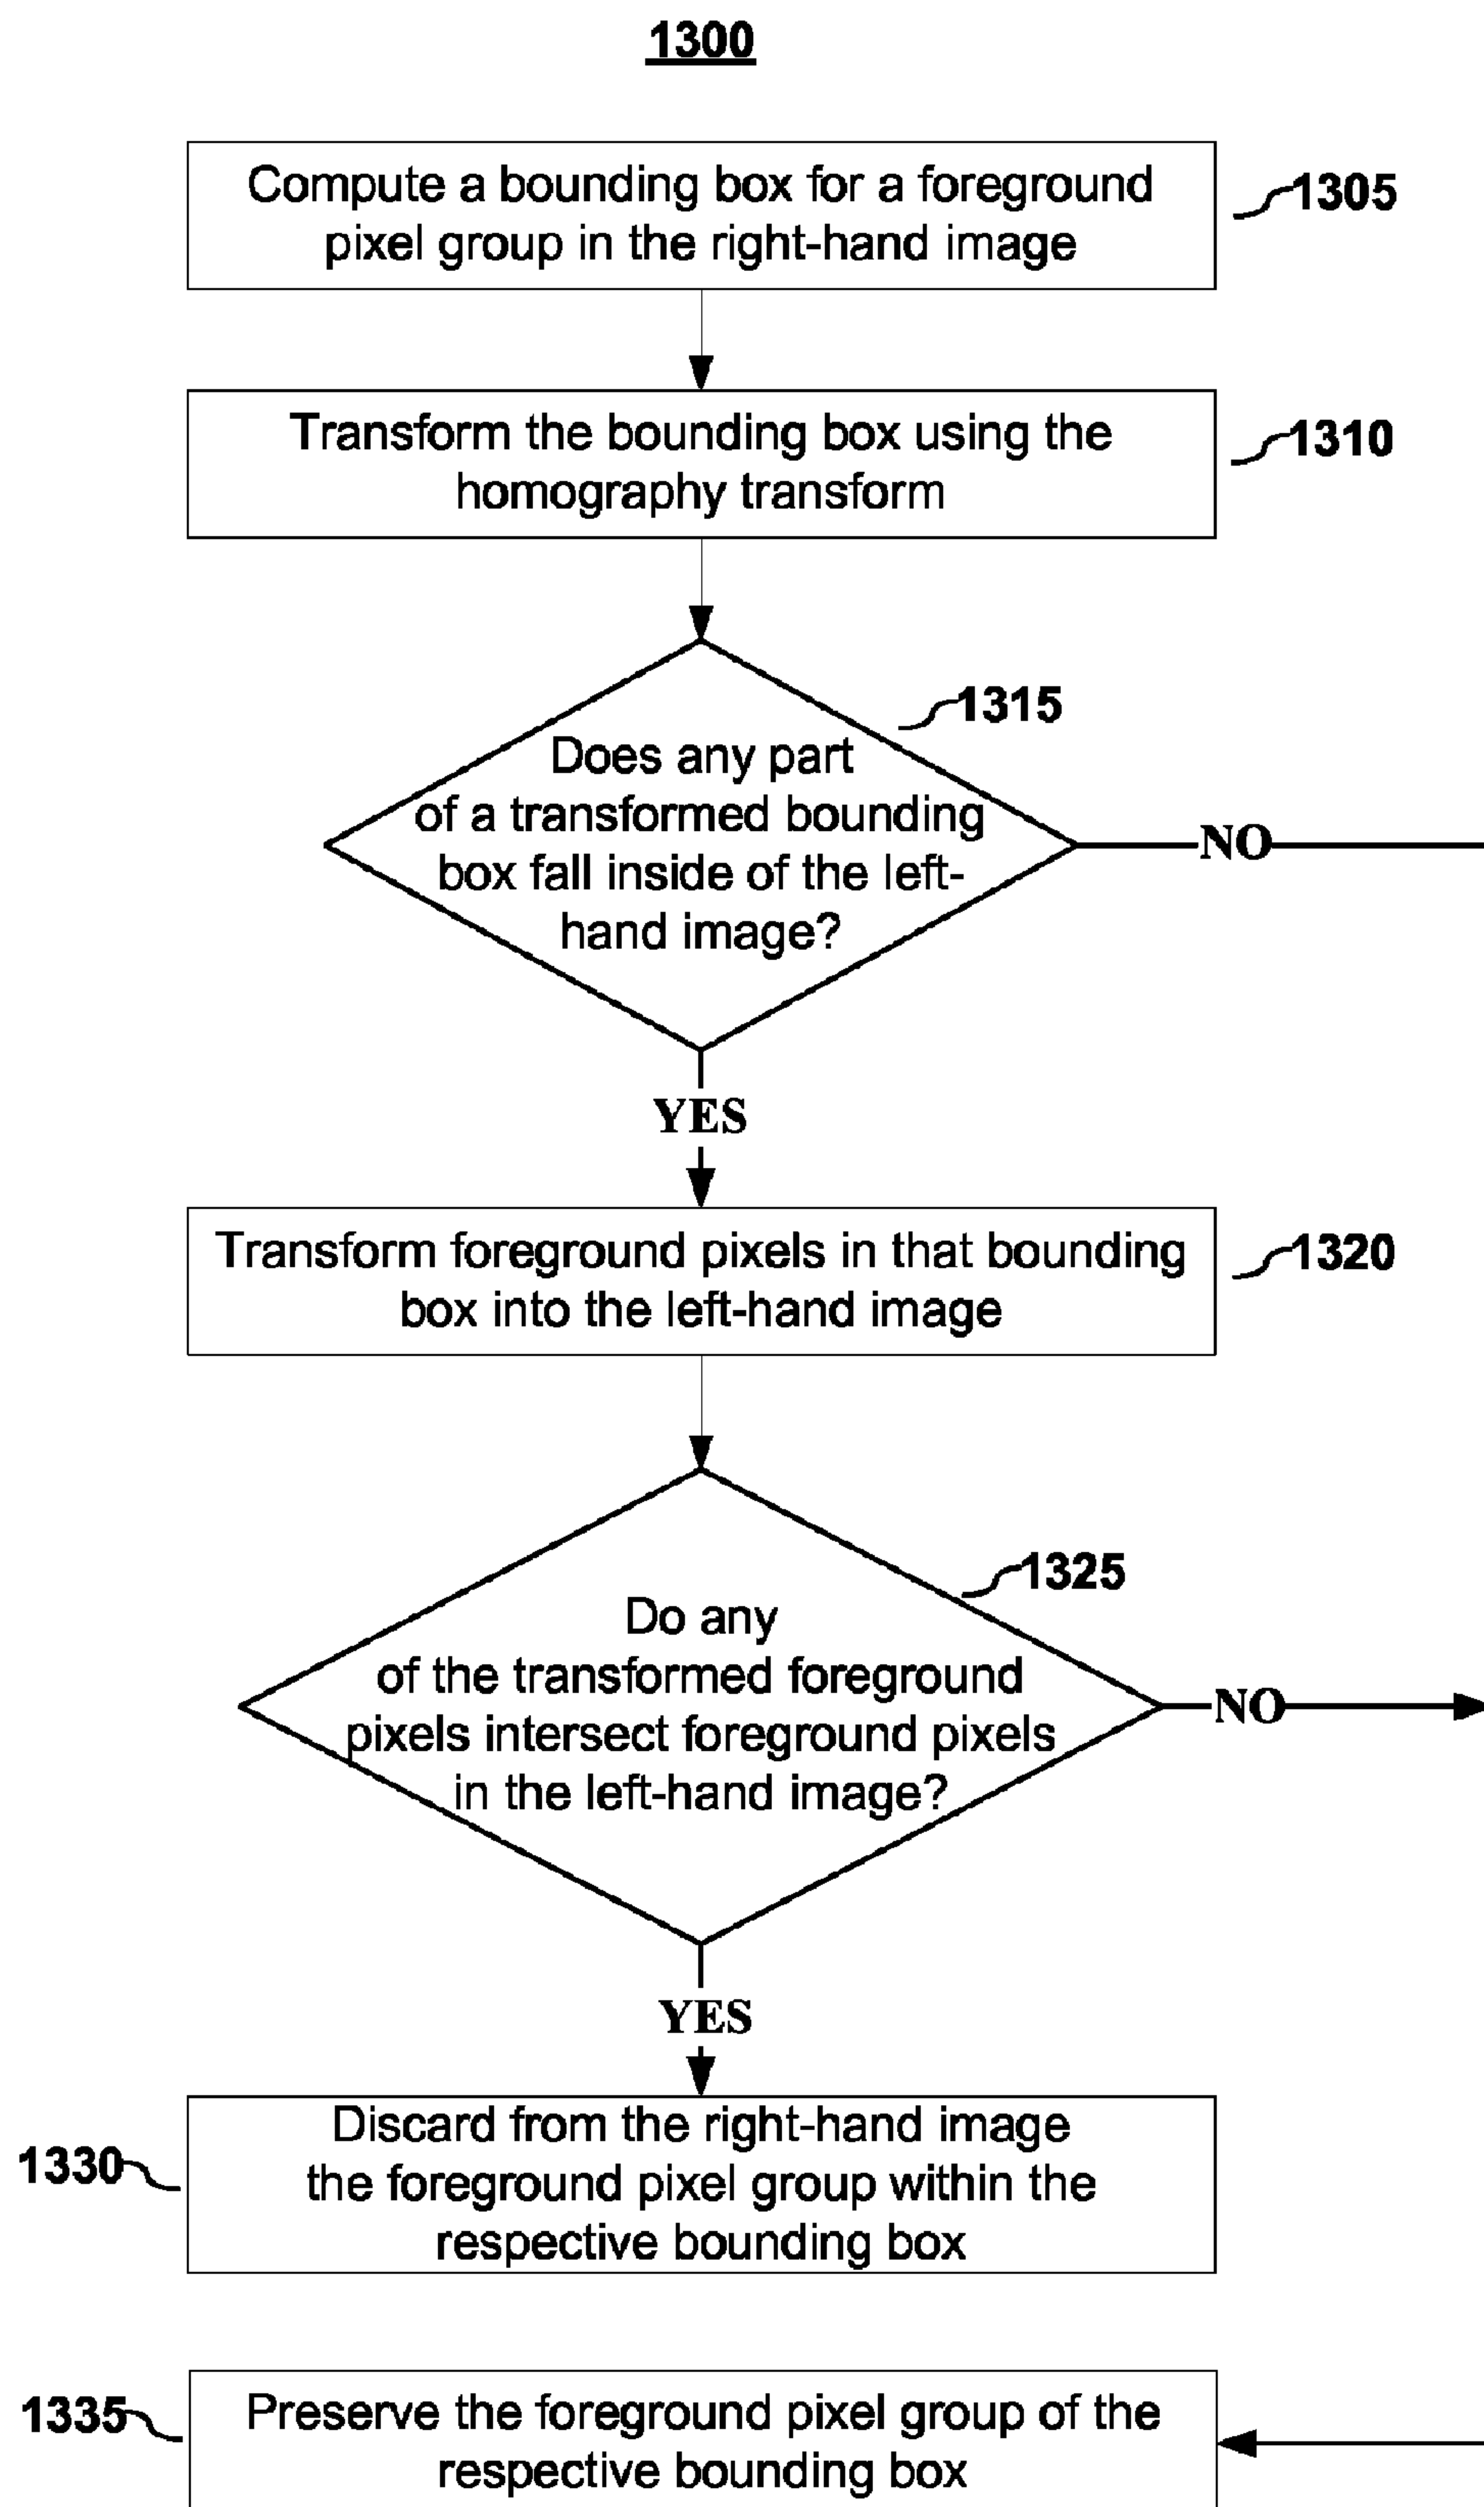 1300
Compute a bounding box for a foreground
pixel group in the right-hand image
1305
Transform the bounding box using the
homography transform
1310
1315
Does any part
of a transformed bounding
box fall inside of the left-
hand image?
NO
YES
Transform foreground pixels in that bounding
box into the left-hand image
1320
1325
Do any
of the transformed foreground
pixels intersect foreground pixels
in the left-hand image?
NO
YES
1330
Discard from the right-hand image
the foreground pixel group within the
respective bounding box
1335
Preserve the foreground pixel group of the
respective bounding box